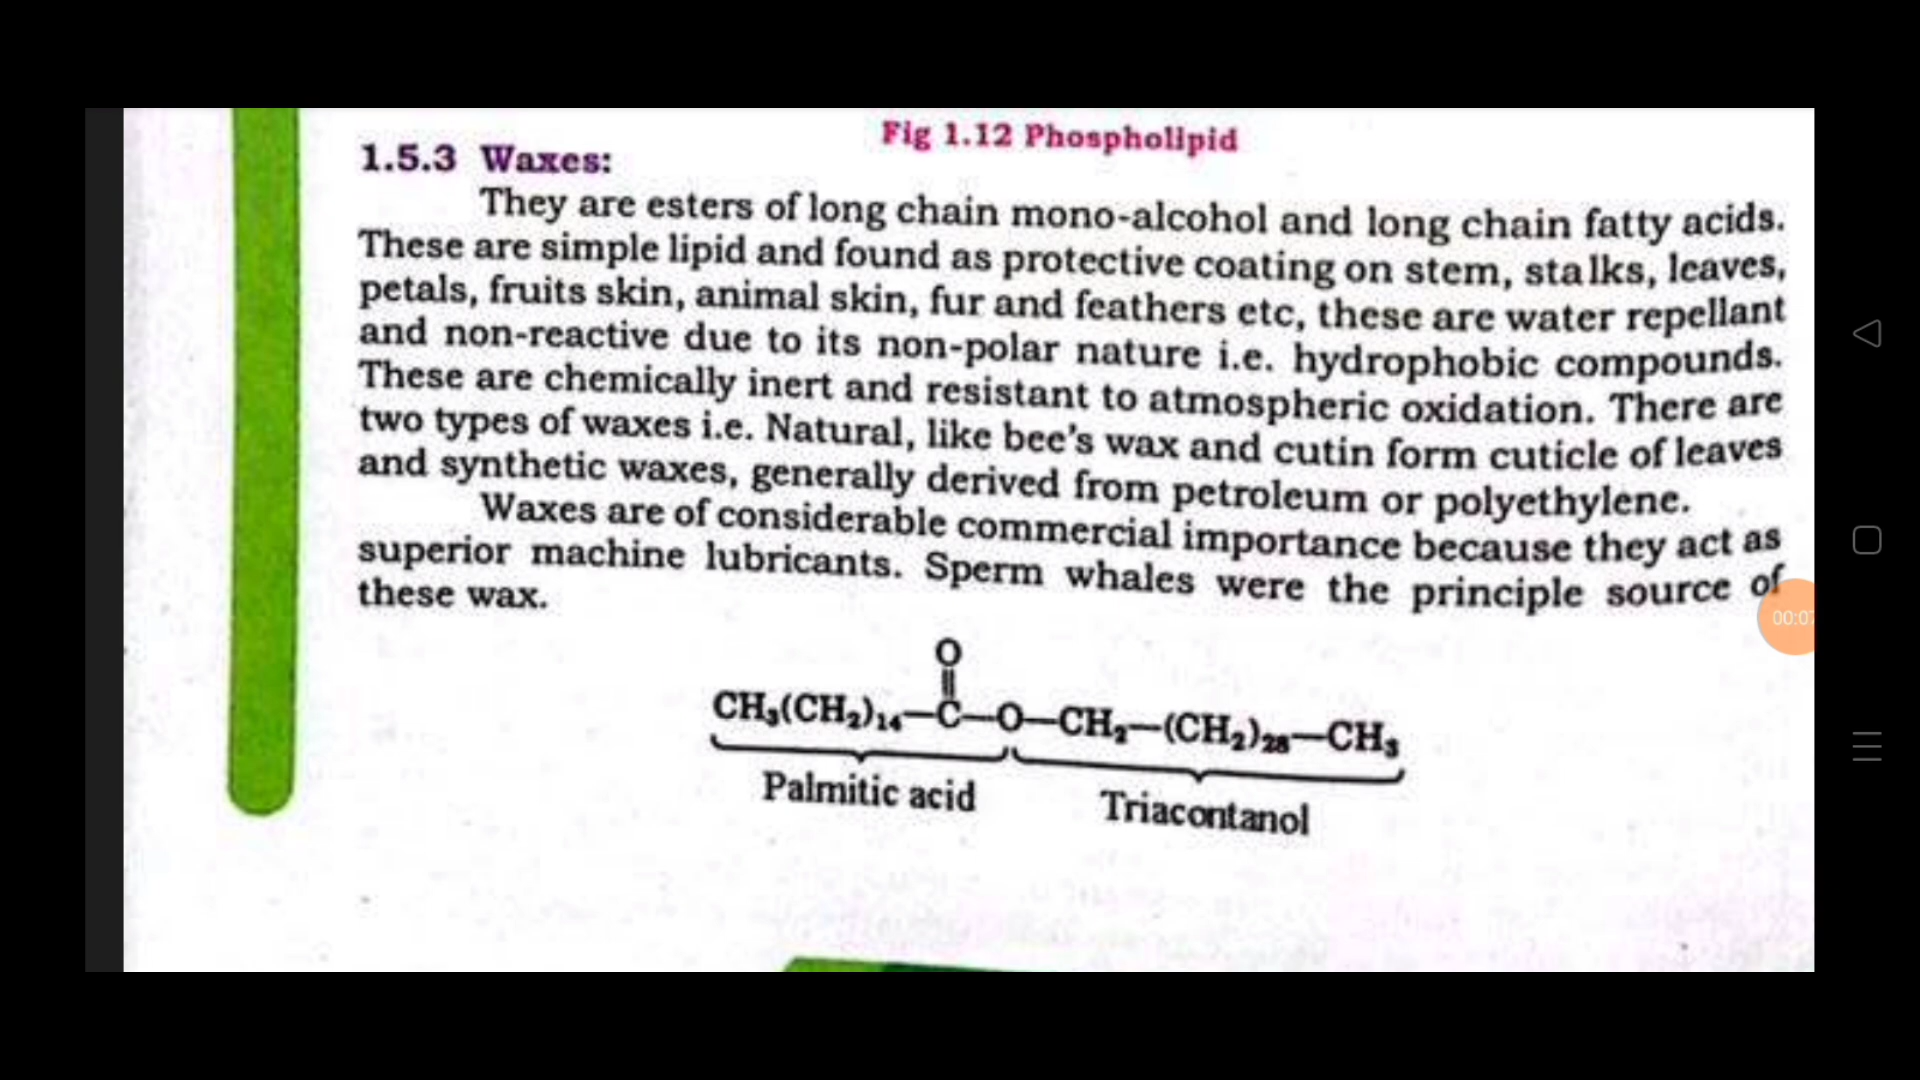 Fig 1.12 Phospholipid
1.5.3 Waxes:
They are esters of long chain mono-alcohol and long chain fatty acids.
These are simple lipid and found as protective coating on stem, stalks, leaves,
petals, fruits skin, animal skin, fur and feathers etc, these are water repellant
and non-reactive due to its non-polar nature i.e. hydrophobic compounds.
These are chemically inert and resistant to atmospheric oxidation. There are
two types of waxes i.e. Natural, like bee's wax and cutin form cuticle of leaves
and synthetic waxes, generally derived from petroleum or polyethylene.
Waxes are of considerable commercial importance because they act as
superior machine lubricants. Sperm whales were the principle source of
these wax.
00:07
O
CH₃(CH₂)₁₄—C—O—CH₂—(CH₂)₂₈—CH₃
Palmitic acid
Triacontanol